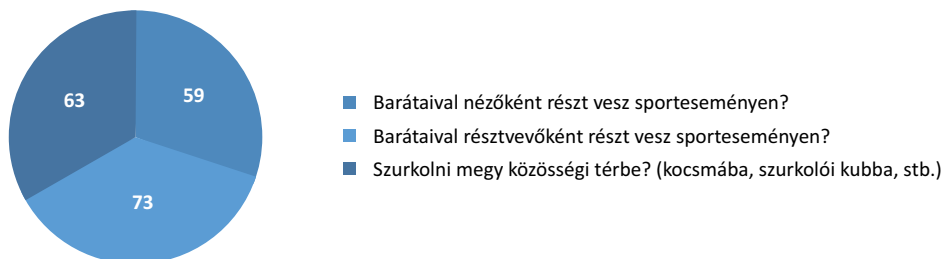 63
59
73
Barátaival nézőként részt vesz sporteseményen?
Barátaival résztvevőként részt vesz sporteseményen?
Szurkolni megy közösségi térbe? (kocsmába, szurkolói kubba, stb.)